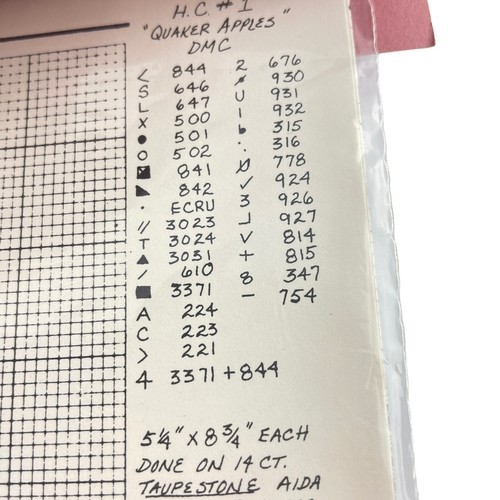 H.C. #1
"QUAKER APPLES"
DMC
< 844
S 646
L 647
X 500
● 501
○ 502
841
◣ 842
· ECRU
// 3023
T 3024
▲ 3031
/ 610
■ 3371
A 224
C 223
> 221
4 3371 + 844
2 676
930
U 931
| 932
b 315
∴ 316
778
✓ 924
3 926
⅃ 927
V 814
+ 815
8 347
− 754
5¼" x 8¾" EACH
DONE ON 14 CT.
TAUPESTONE AIDA